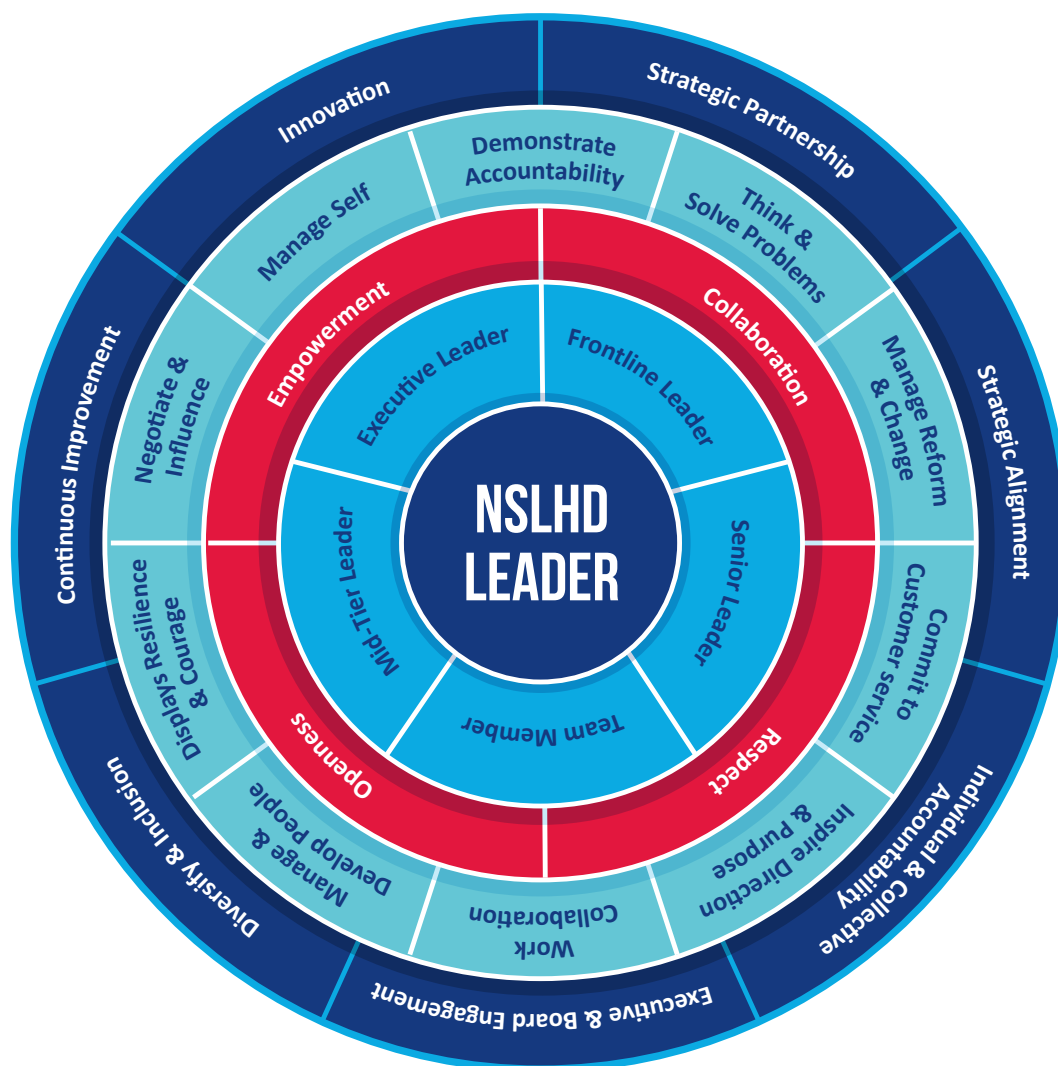 NSLHD
LEADER
Executive Leader
Frontline Leader
Senior Leader
Team Member
Mid-Tier Leader
Empowerment
Collaboration
Respect
Openness
Demonstrate
Accountability
Think &
Solve Problems
Manage Reform
& Change
Commit to
Customer service
Inspire Direction
& Purpose
Work
Collaboration
Manage &
Develop People
Displays Resilience
& Courage
Negotiate &
Influence
Manage Self
Innovation
Strategic Partnership
Strategic Alignment
Individual & Collective
Accountability
Executive & Board Engagement
Diversify & Inclusion
Continuous Improvement